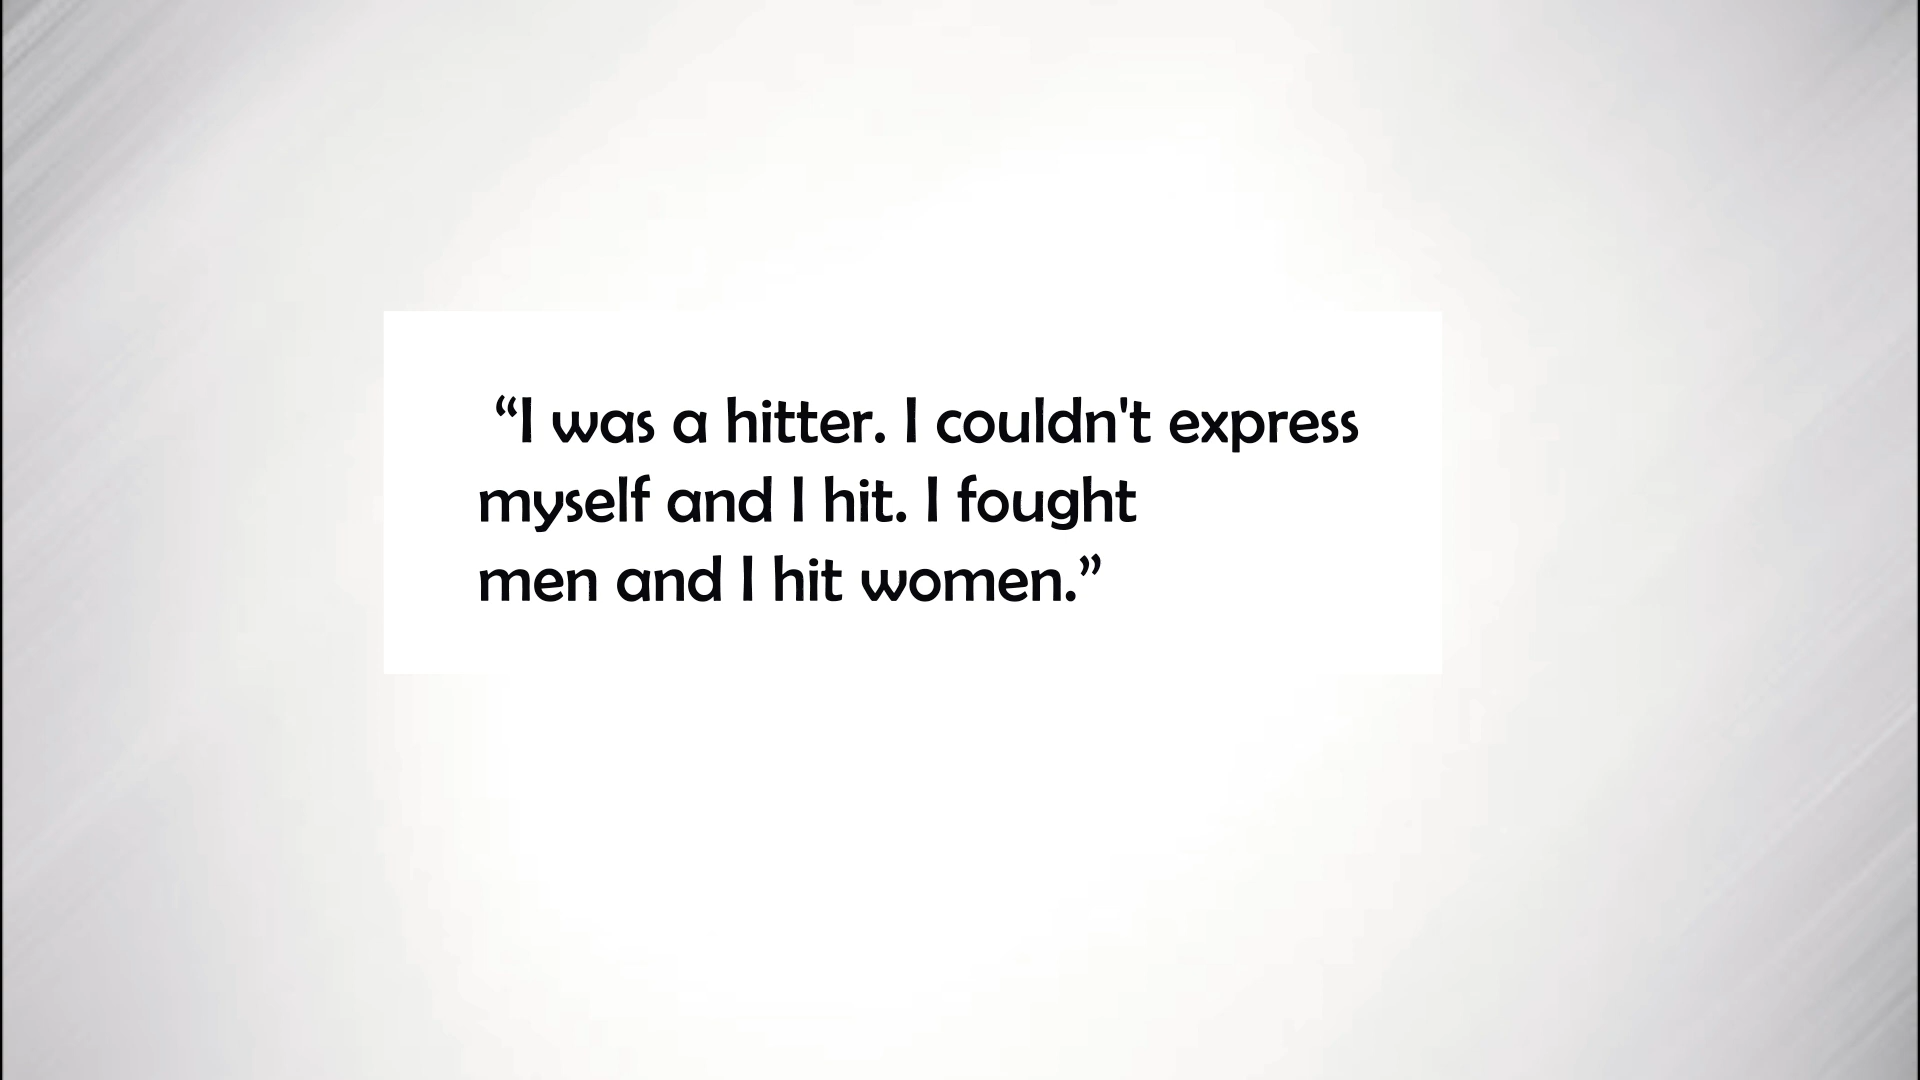 “I was a hitter. I couldn't express
myself and I hit. I fought
men and I hit women.”